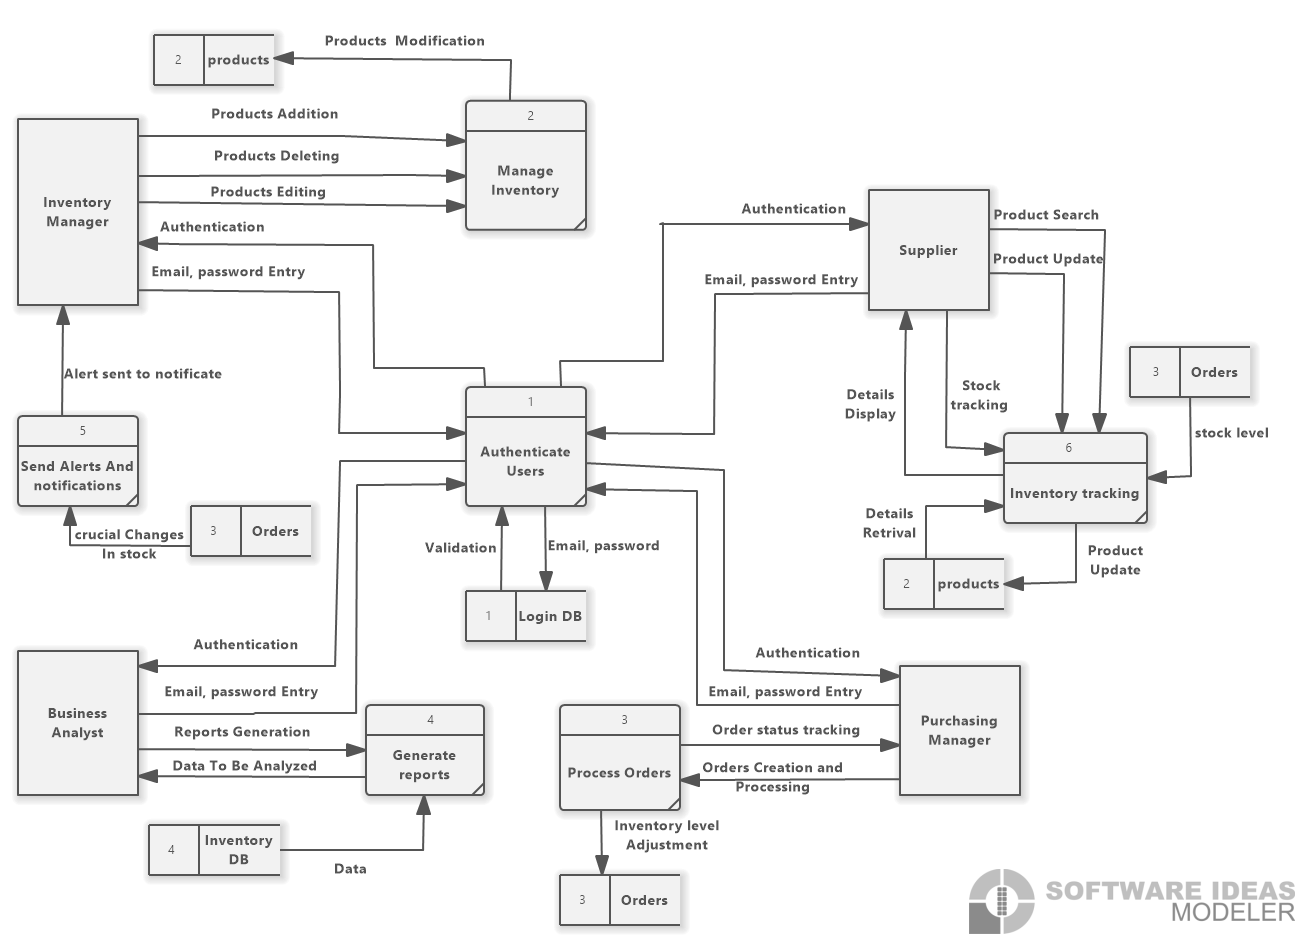 Products  Modification
2
products
Products Addition
2
Products Deleting
Manage
Inventory
Products Editing
Inventory
Manager
Authentication
Email, password Entry
Authentication
Supplier
Product Search
Product Update
Email, password Entry
Alert sent to notificate
Details
Display
Stock
tracking
3
Orders
stock level
1
Authenticate
Users
5
Send Alerts And
notifications
6
Inventory tracking
3
Orders
crucial Changes
In stock
Validation
Email, password
Details
Retrival
Product
Update
2
products
1
Login DB
Authentication
Authentication
Email, password Entry
Email, password Entry
Business
Analyst
Reports Generation
Data To Be Analyzed
4
Generate
reports
3
Process Orders
Order status tracking
Orders Creation and
Processing
Purchasing
Manager
4
Inventory
DB
Data
Inventory level
Adjustment
3
Orders
SOFTWARE IDEAS
MODELER